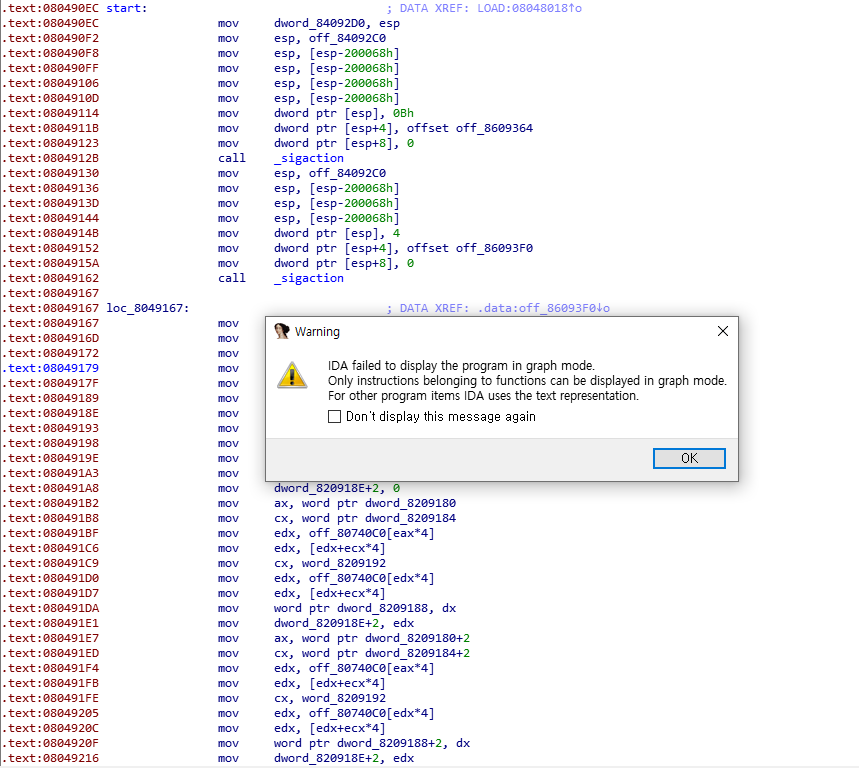 .text:080490EC start: ; DATA XREF: LOAD:08048018↑o
.text:080490EC mov dword_84092D0, esp
.text:080490F2 mov esp, off_84092C0
.text:080490F8 mov esp, [esp-200068h]
.text:080490FF mov esp, [esp-200068h]
.text:08049106 mov esp, [esp-200068h]
.text:0804910D mov esp, [esp-200068h]
.text:08049114 mov dword ptr [esp], 0Bh
.text:0804911B mov dword ptr [esp+4], offset off_8609364
.text:08049123 mov dword ptr [esp+8], 0
.text:0804912B call _sigaction
.text:08049130 mov esp, off_84092C0
.text:08049136 mov esp, [esp-200068h]
.text:0804913D mov esp, [esp-200068h]
.text:08049144 mov esp, [esp-200068h]
.text:0804914B mov dword ptr [esp], 4
.text:08049152 mov dword ptr [esp+4], offset off_86093F0
.text:0804915A mov dword ptr [esp+8], 0
.text:08049162 call _sigaction
.text:08049167
.text:08049167 loc_8049167: ; DATA XREF: .data:off_86093F0↓o
.text:08049167 mov
.text:0804916D mov
.text:08049172 mov
.text:08049179 mov
.text:0804917F mov
.text:08049189 mov
.text:0804918E mov
.text:08049193 mov
.text:08049198 mov
.text:0804919E mov
.text:080491A3 mov
Warning
IDA failed to display the program in graph mode.
Only instructions belonging to functions can be displayed in graph mode.
For other program items IDA uses the text representation.
Don't display this message again
OK
.text:080491A8 mov dword_820918E+2, 0
.text:080491B2 mov ax, word ptr dword_8209180
.text:080491B8 mov cx, word ptr dword_8209184
.text:080491BF mov edx, off_80740C0[eax*4]
.text:080491C6 mov edx, [edx+ecx*4]
.text:080491C9 mov cx, word_8209192
.text:080491D0 mov edx, off_80740C0[edx*4]
.text:080491D7 mov edx, [edx+ecx*4]
.text:080491DA mov word ptr dword_8209188, dx
.text:080491E1 mov dword_820918E+2, edx
.text:080491E7 mov ax, word ptr dword_8209180+2
.text:080491ED mov cx, word ptr dword_8209184+2
.text:080491F4 mov edx, off_80740C0[eax*4]
.text:080491FB mov edx, [edx+ecx*4]
.text:080491FE mov cx, word_8209192
.text:08049205 mov edx, off_80740C0[edx*4]
.text:0804920C mov edx, [edx+ecx*4]
.text:0804920F mov word ptr dword_8209188+2, dx
.text:08049216 mov dword_820918E+2, edx